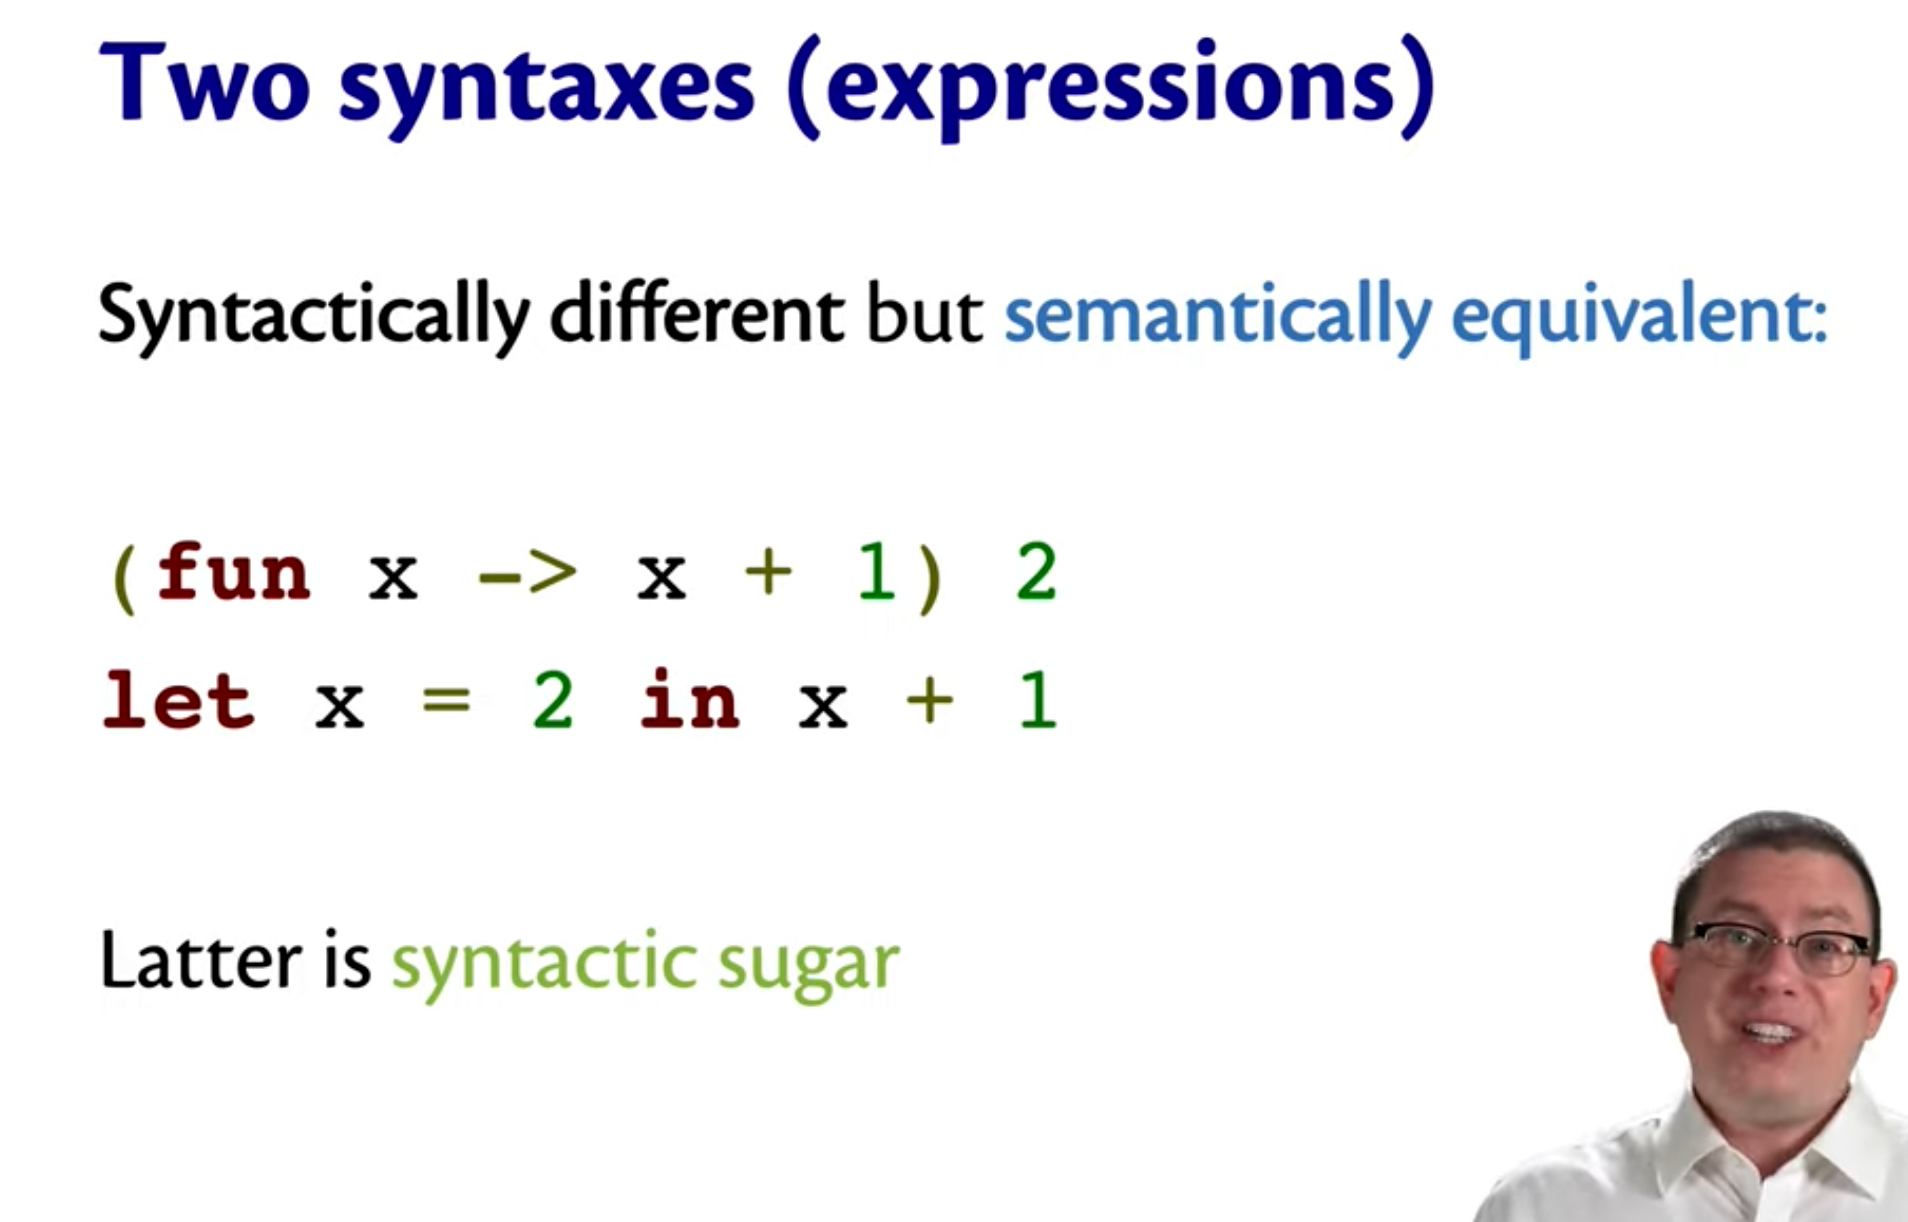 Two syntaxes (expressions)
Syntactically different but semantically equivalent:
(fun x -> x + 1) 2
let x = 2 in x + 1
Latter is syntactic sugar